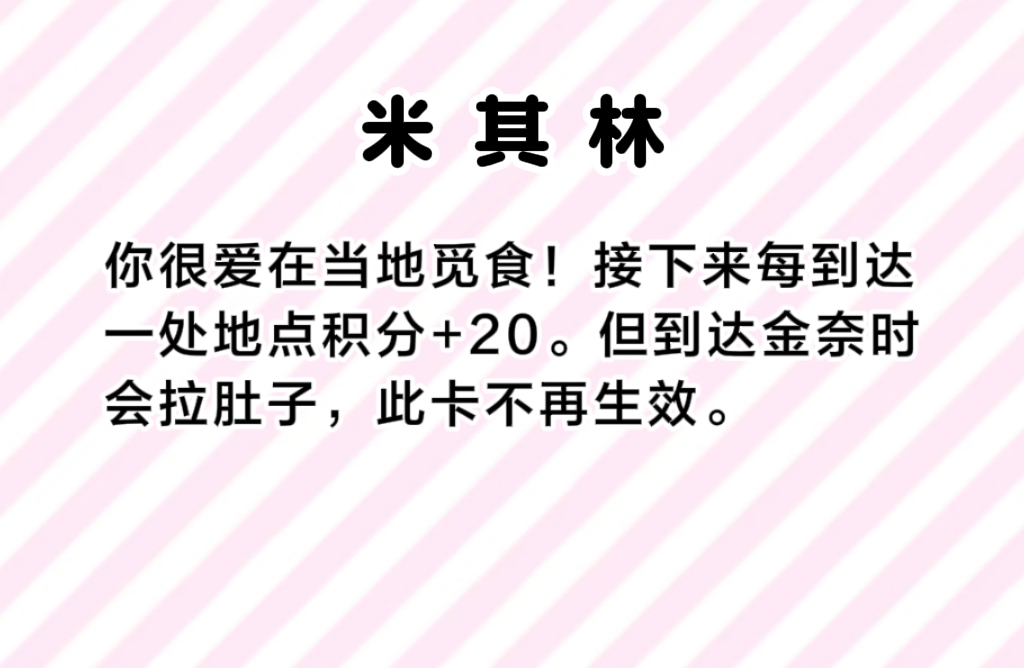 米其林
你很爱在当地觅食！接下来每到达
一处地点积分+20。但到达金奈时
会拉肚子，此卡不再生效。